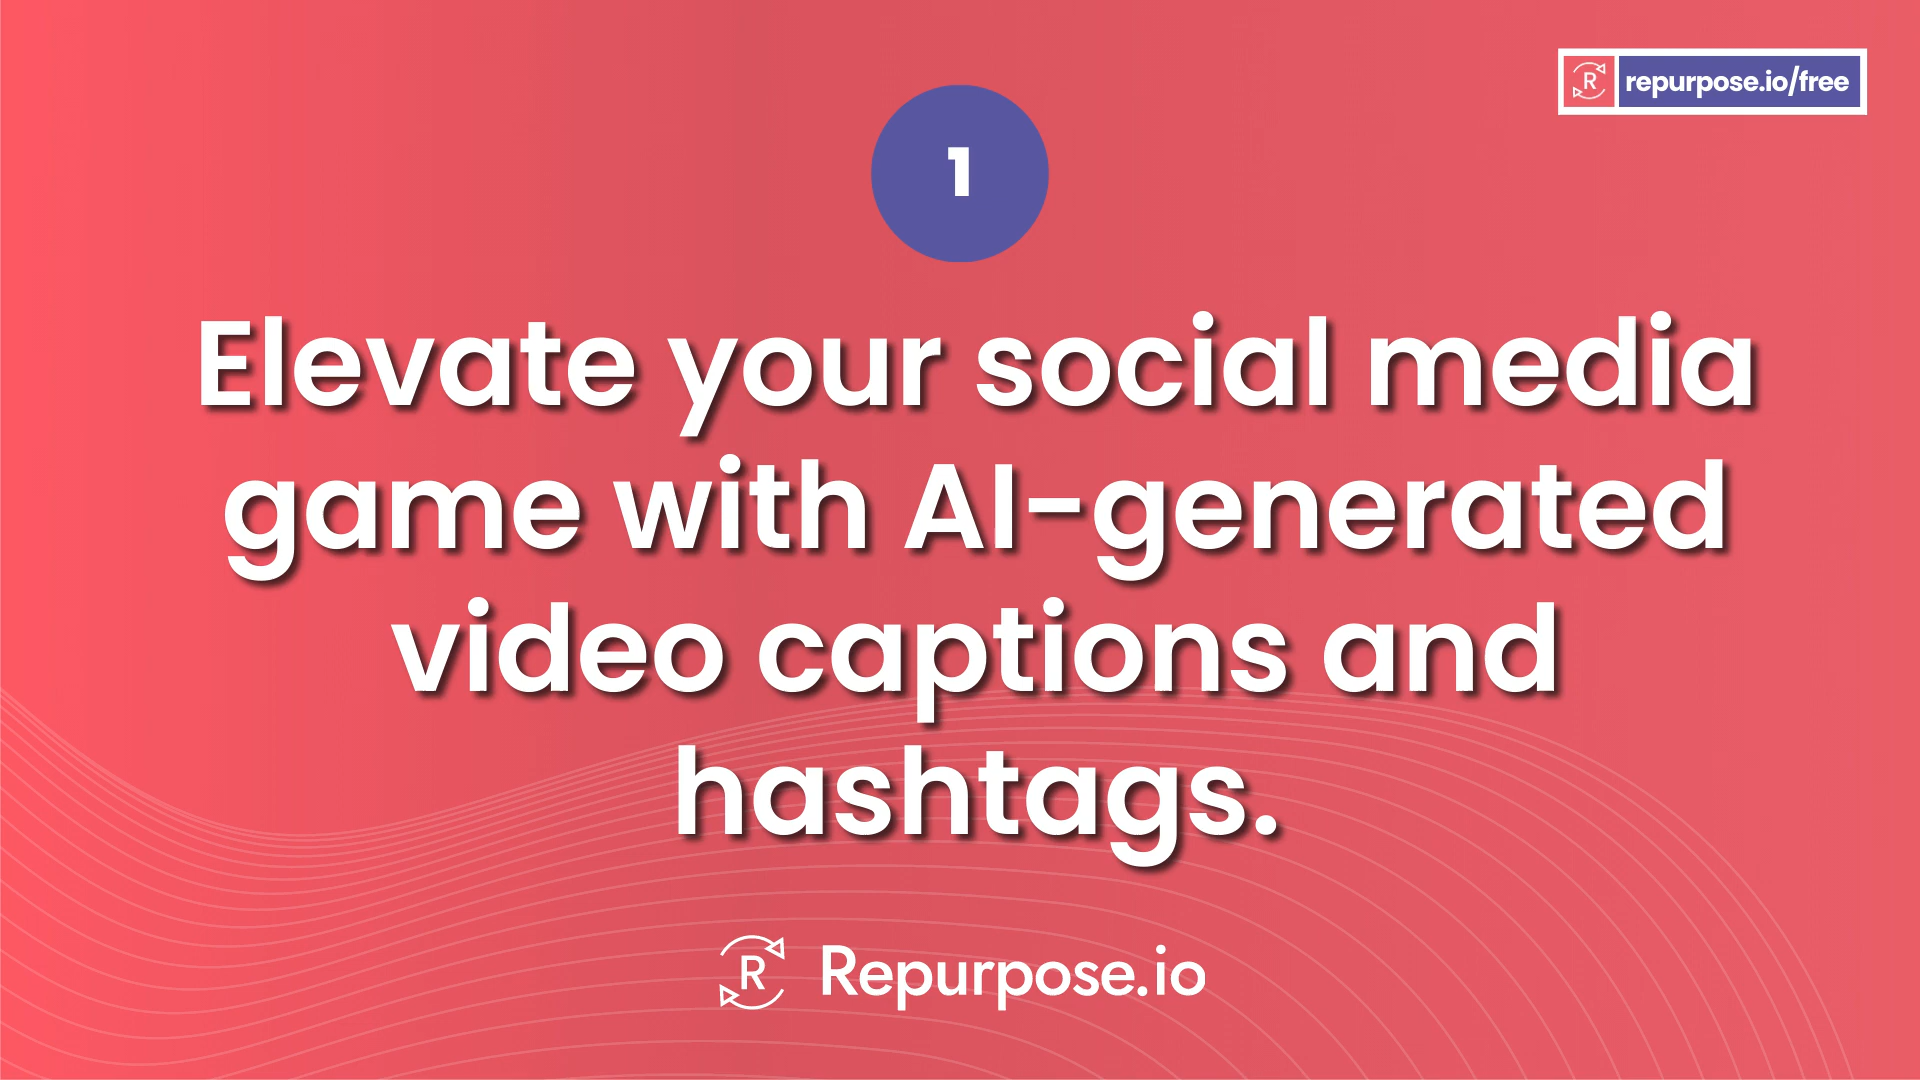 R repurpose.io/free
1
Elevate your social media
game with AI-generated
video captions and
hashtags.
R Repurpose.io